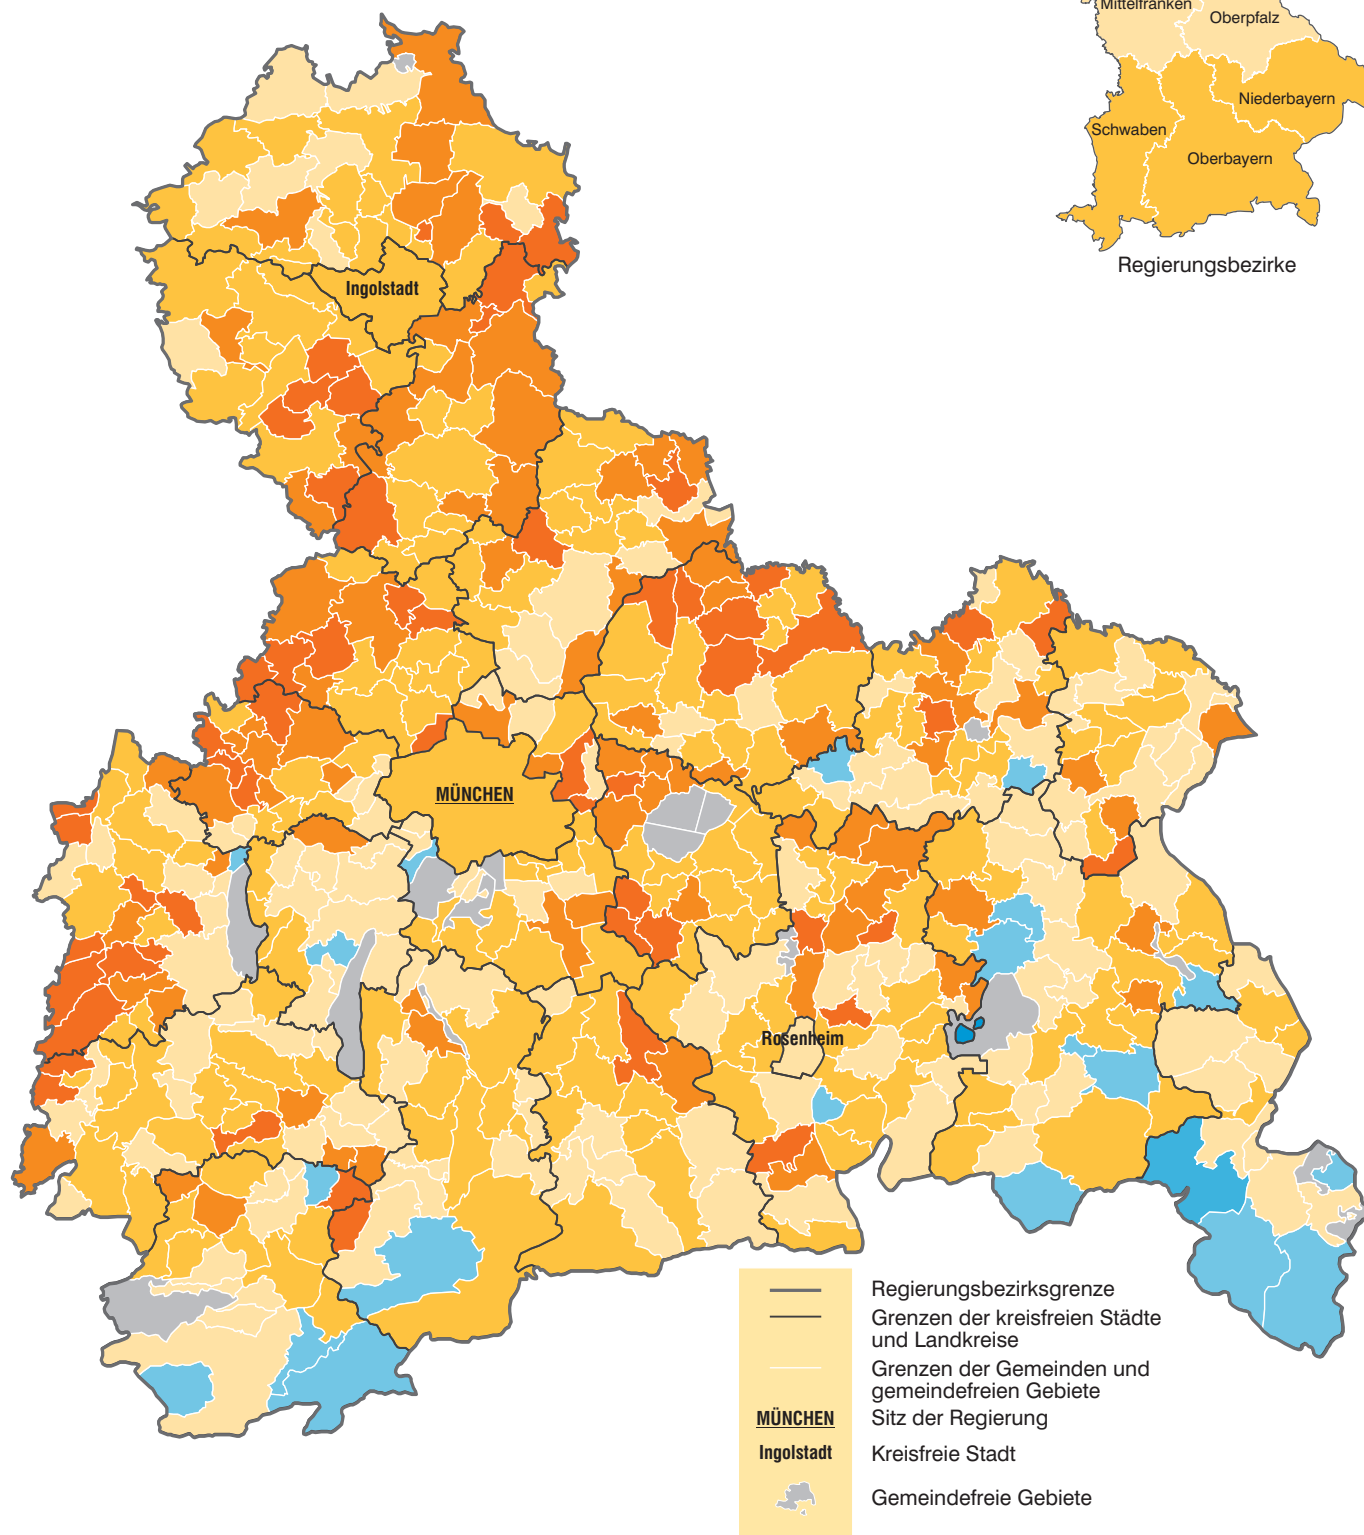 Mittelfranken
Oberpfalz
Niederbayern
Schwaben
Oberbayern
Regierungsbezirke
Ingolstadt
MÜNCHEN
Rosenheim
Regierungsbezirksgrenze
Grenzen der kreisfreien Städte
und Landkreise
Grenzen der Gemeinden und
gemeindefreien Gebiete
MÜNCHEN Sitz der Regierung
Ingolstadt Kreisfreie Stadt
Gemeindefreie Gebiete